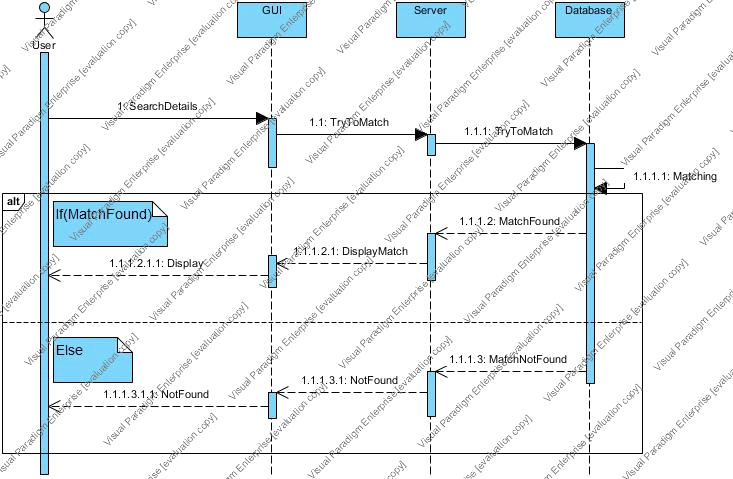 GUI
Server
Database
User
1: SearchDetails
1.1: TryToMatch
1.1.1: TryToMatch
1.1.1.1: Matching
alt
If(MatchFound)
1.1.1.2: MatchFound
1.1.1.2.1: DisplayMatch
1.1.1.2.1.1: Display
Else
1.1.1.3: MatchNotFound
1.1.1.3.1: NotFound
1.1.1.3.1.1: NotFound
Visual Paradigm Enterprise [evaluation copy]